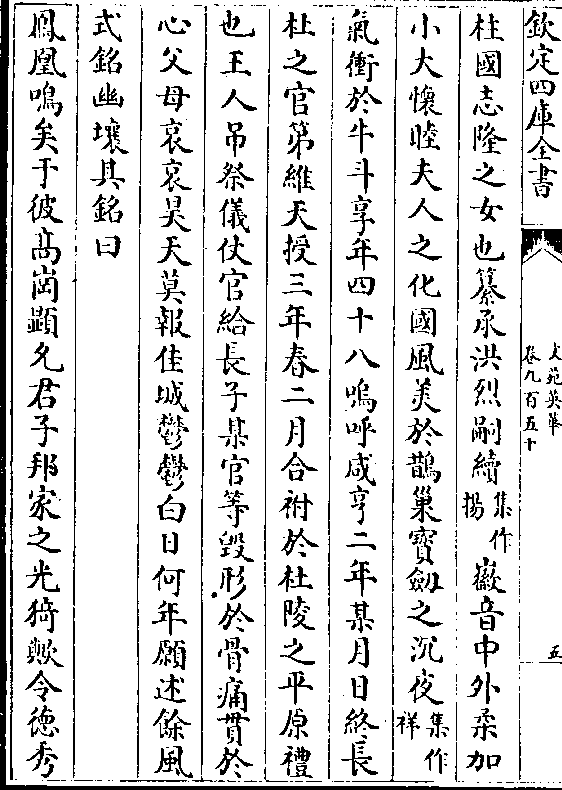 欽定四庫全書
文苑英華
卷九百五十
五
柱國志隆之女也纂承洪烈嗣續集作揚徽音中外柔加
小大懷睦夫人之化國風美於鵲巢寶劒之沉夜集作祥
氣衝於牛斗享年四十八嗚呼咸亨二年某月日終長
杜之官第維天授三年春二月合祔於杜陵之平原禮
也王人吊祭儀仗官給長子某官等毀形於骨痛貫於
心父母哀哀昊天莫報佳城鬱鬱白日何年願述餘風
式銘幽壤其銘曰
鳳凰鳴矣于彼髙崗顯允君子邦家之光猗歟令徳秀